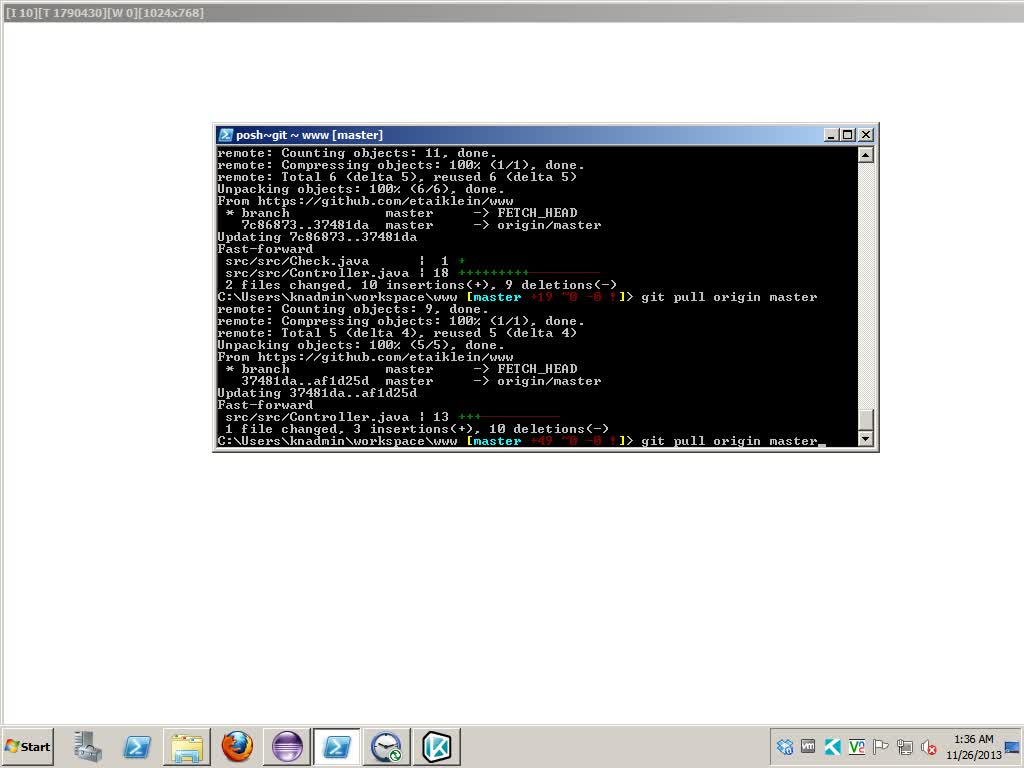 [I 10][T 1790430][W 0][1024x768]
posh~git ~ www [master]
remote: Counting objects: 11, done.
remote: Compressing objects: 100% (1/1), done.
remote: Total 6 (delta 5), reused 6 (delta 5)
Unpacking objects: 100% (6/6), done.
From https://github.com/etaiklein/www
* branch master -> FETCH_HEAD
7c86873..37481da master -> origin/master
Updating 7c86873..37481da
Fast-forward
src/src/Check.java | 1 +
src/src/Controller.java | 18 +++++++++---------
2 files changed, 10 insertions(+), 9 deletions(-)
C:\Users\knadmin\workspace\www [master +19 ~0 -0 !]> git pull origin master
remote: Counting objects: 9, done.
remote: Compressing objects: 100% (1/1), done.
remote: Total 5 (delta 4), reused 5 (delta 4)
Unpacking objects: 100% (5/5), done.
From https://github.com/etaiklein/www
* branch master -> FETCH_HEAD
37481da..af1d25d master -> origin/master
Updating 37481da..af1d25d
Fast-forward
src/src/Controller.java | 13 +++----------
1 file changed, 3 insertions(+), 10 deletions(-)
C:\Users\knadmin\workspace\www [master +49 ~0 -0 !]> git pull origin master_
Start
1:36 AM
11/26/2013